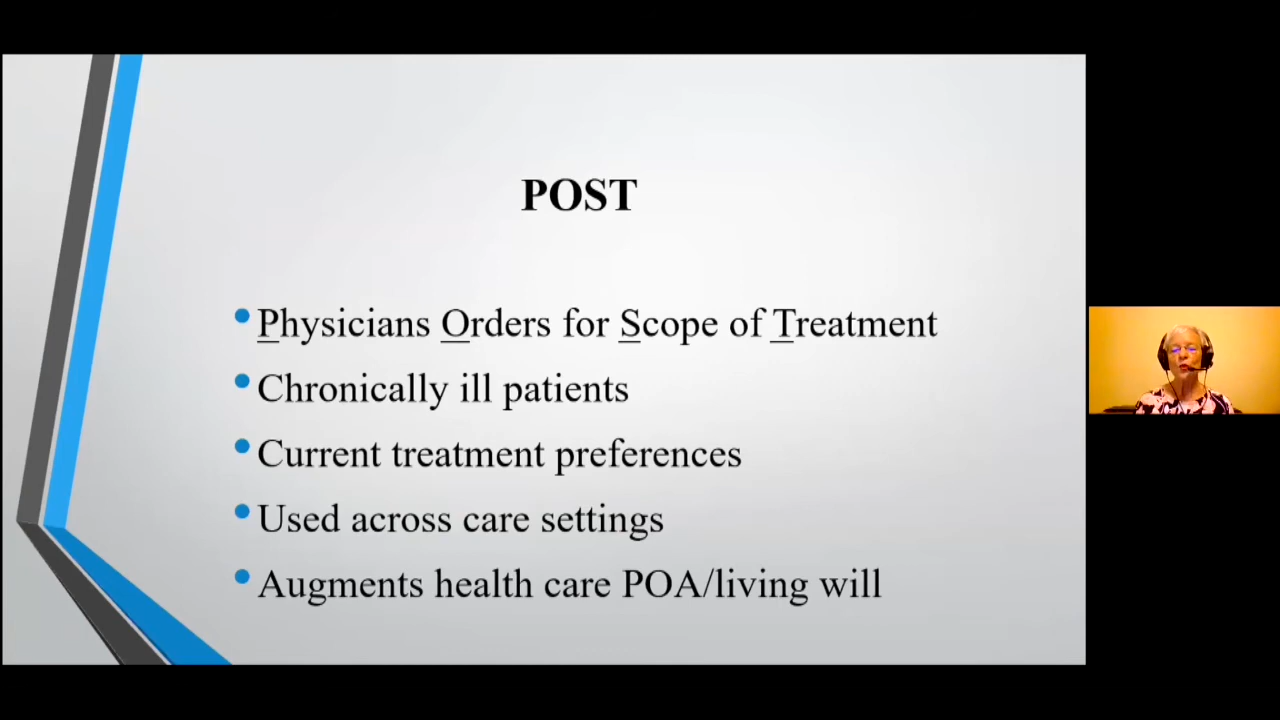 POST
•Physicians Orders for Scope of Treatment
•Chronically ill patients
•Current treatment preferences
•Used across care settings
•Augments health care POA/living will